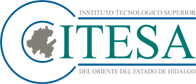 INSTITUTO TECNOLOGICO SUPERIOR
ITESA
DEL ORIENTE DEL ESTADO DE HIDALGO